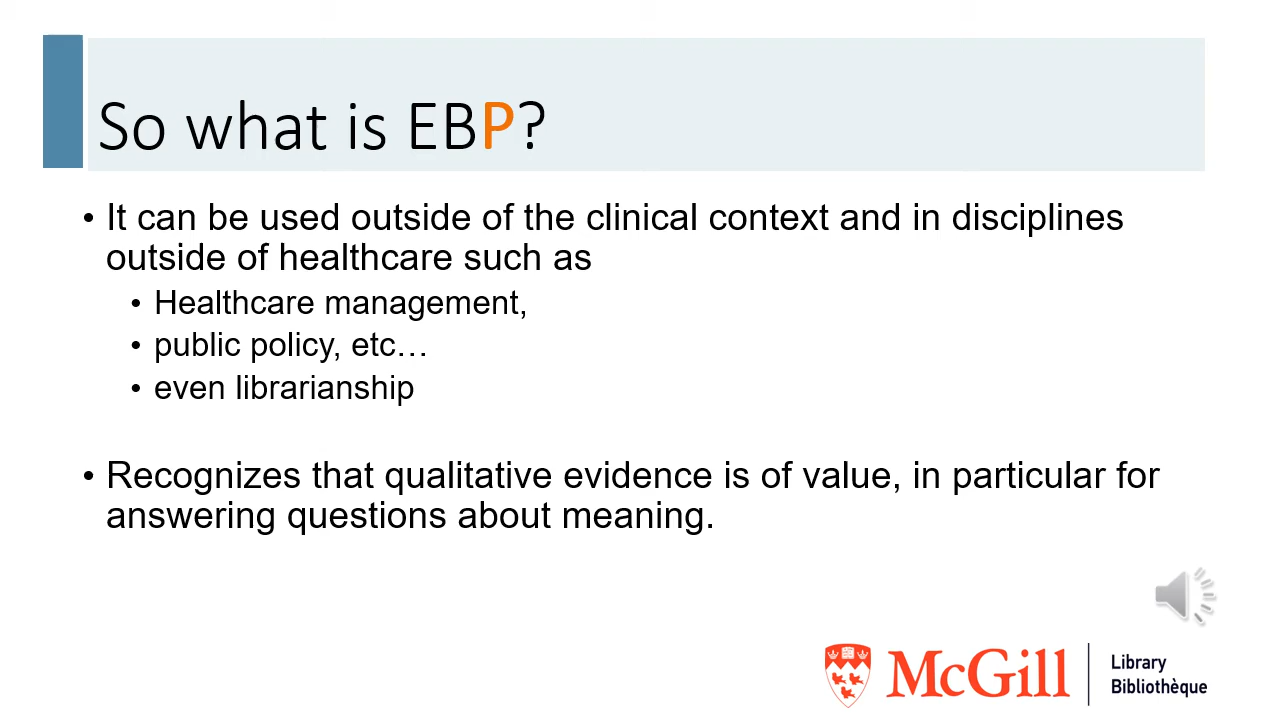 So what is EBP?
• It can be used outside of the clinical context and in disciplines
outside of healthcare such as
• Healthcare management,
• public policy, etc…
• even librarianship
• Recognizes that qualitative evidence is of value, in particular for
answering questions about meaning.
McGill
Library
Bibliothèque